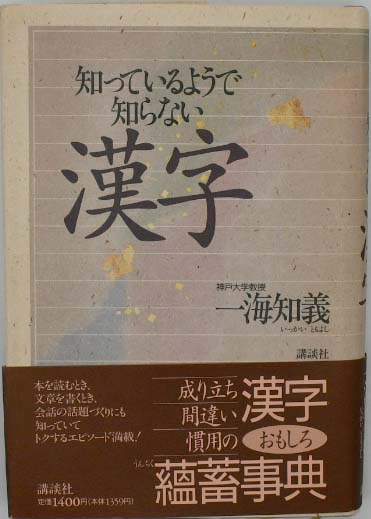 知っているようで
知らない
漢字
神戸大学教授
一海知義
いっかい ともよし
講談社
本を読むとき、
文章を書くとき、
会話の話題づくりにも
知っていて
トクするエピソード満載!
講談社
定価1400円(本体1359円)
成り立ち
間違い
慣用の
漢字
おもしろ
うんちく
蘊蓄事典